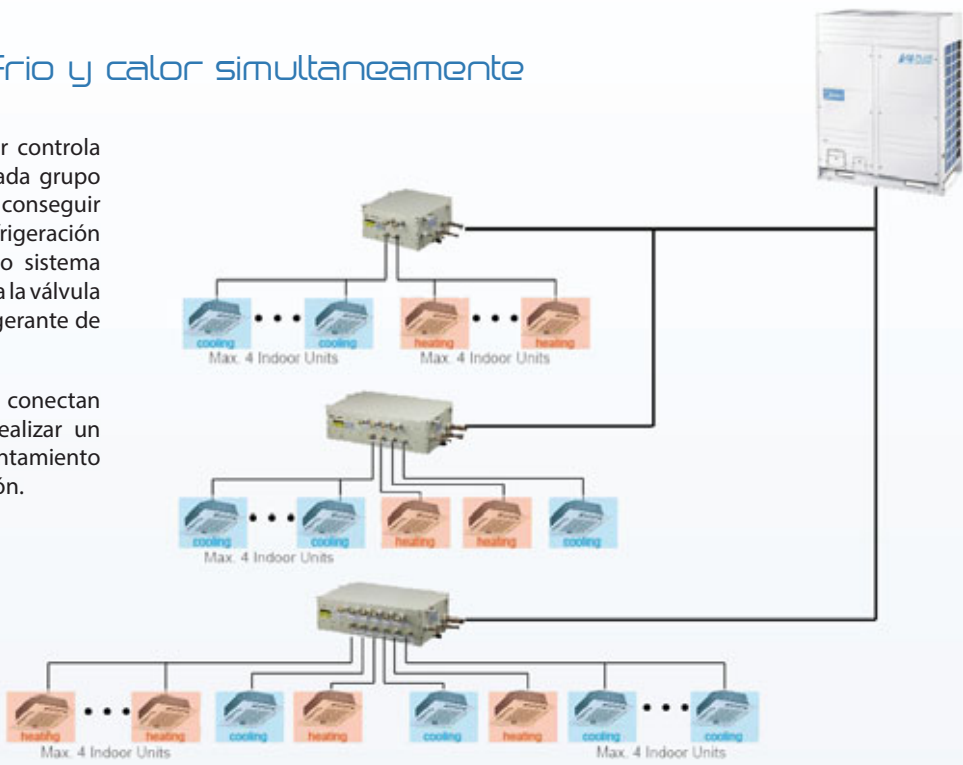 Frio y calor simultaneamente
r controla
ada grupo
conseguir
frigeración
o sistema
a la válvula
gerante de
conectan
ealizar un
ntamiento
ón.
cooling cooling heating heating
Max. 4 Indoor Units Max. 4 Indoor Units
cooling cooling heating heating cooling
Max. 4 Indoor Units
heating heating cooling heating cooling heating cooling cooling
Max. 4 Indoor Units Max. 4 Indoor Units